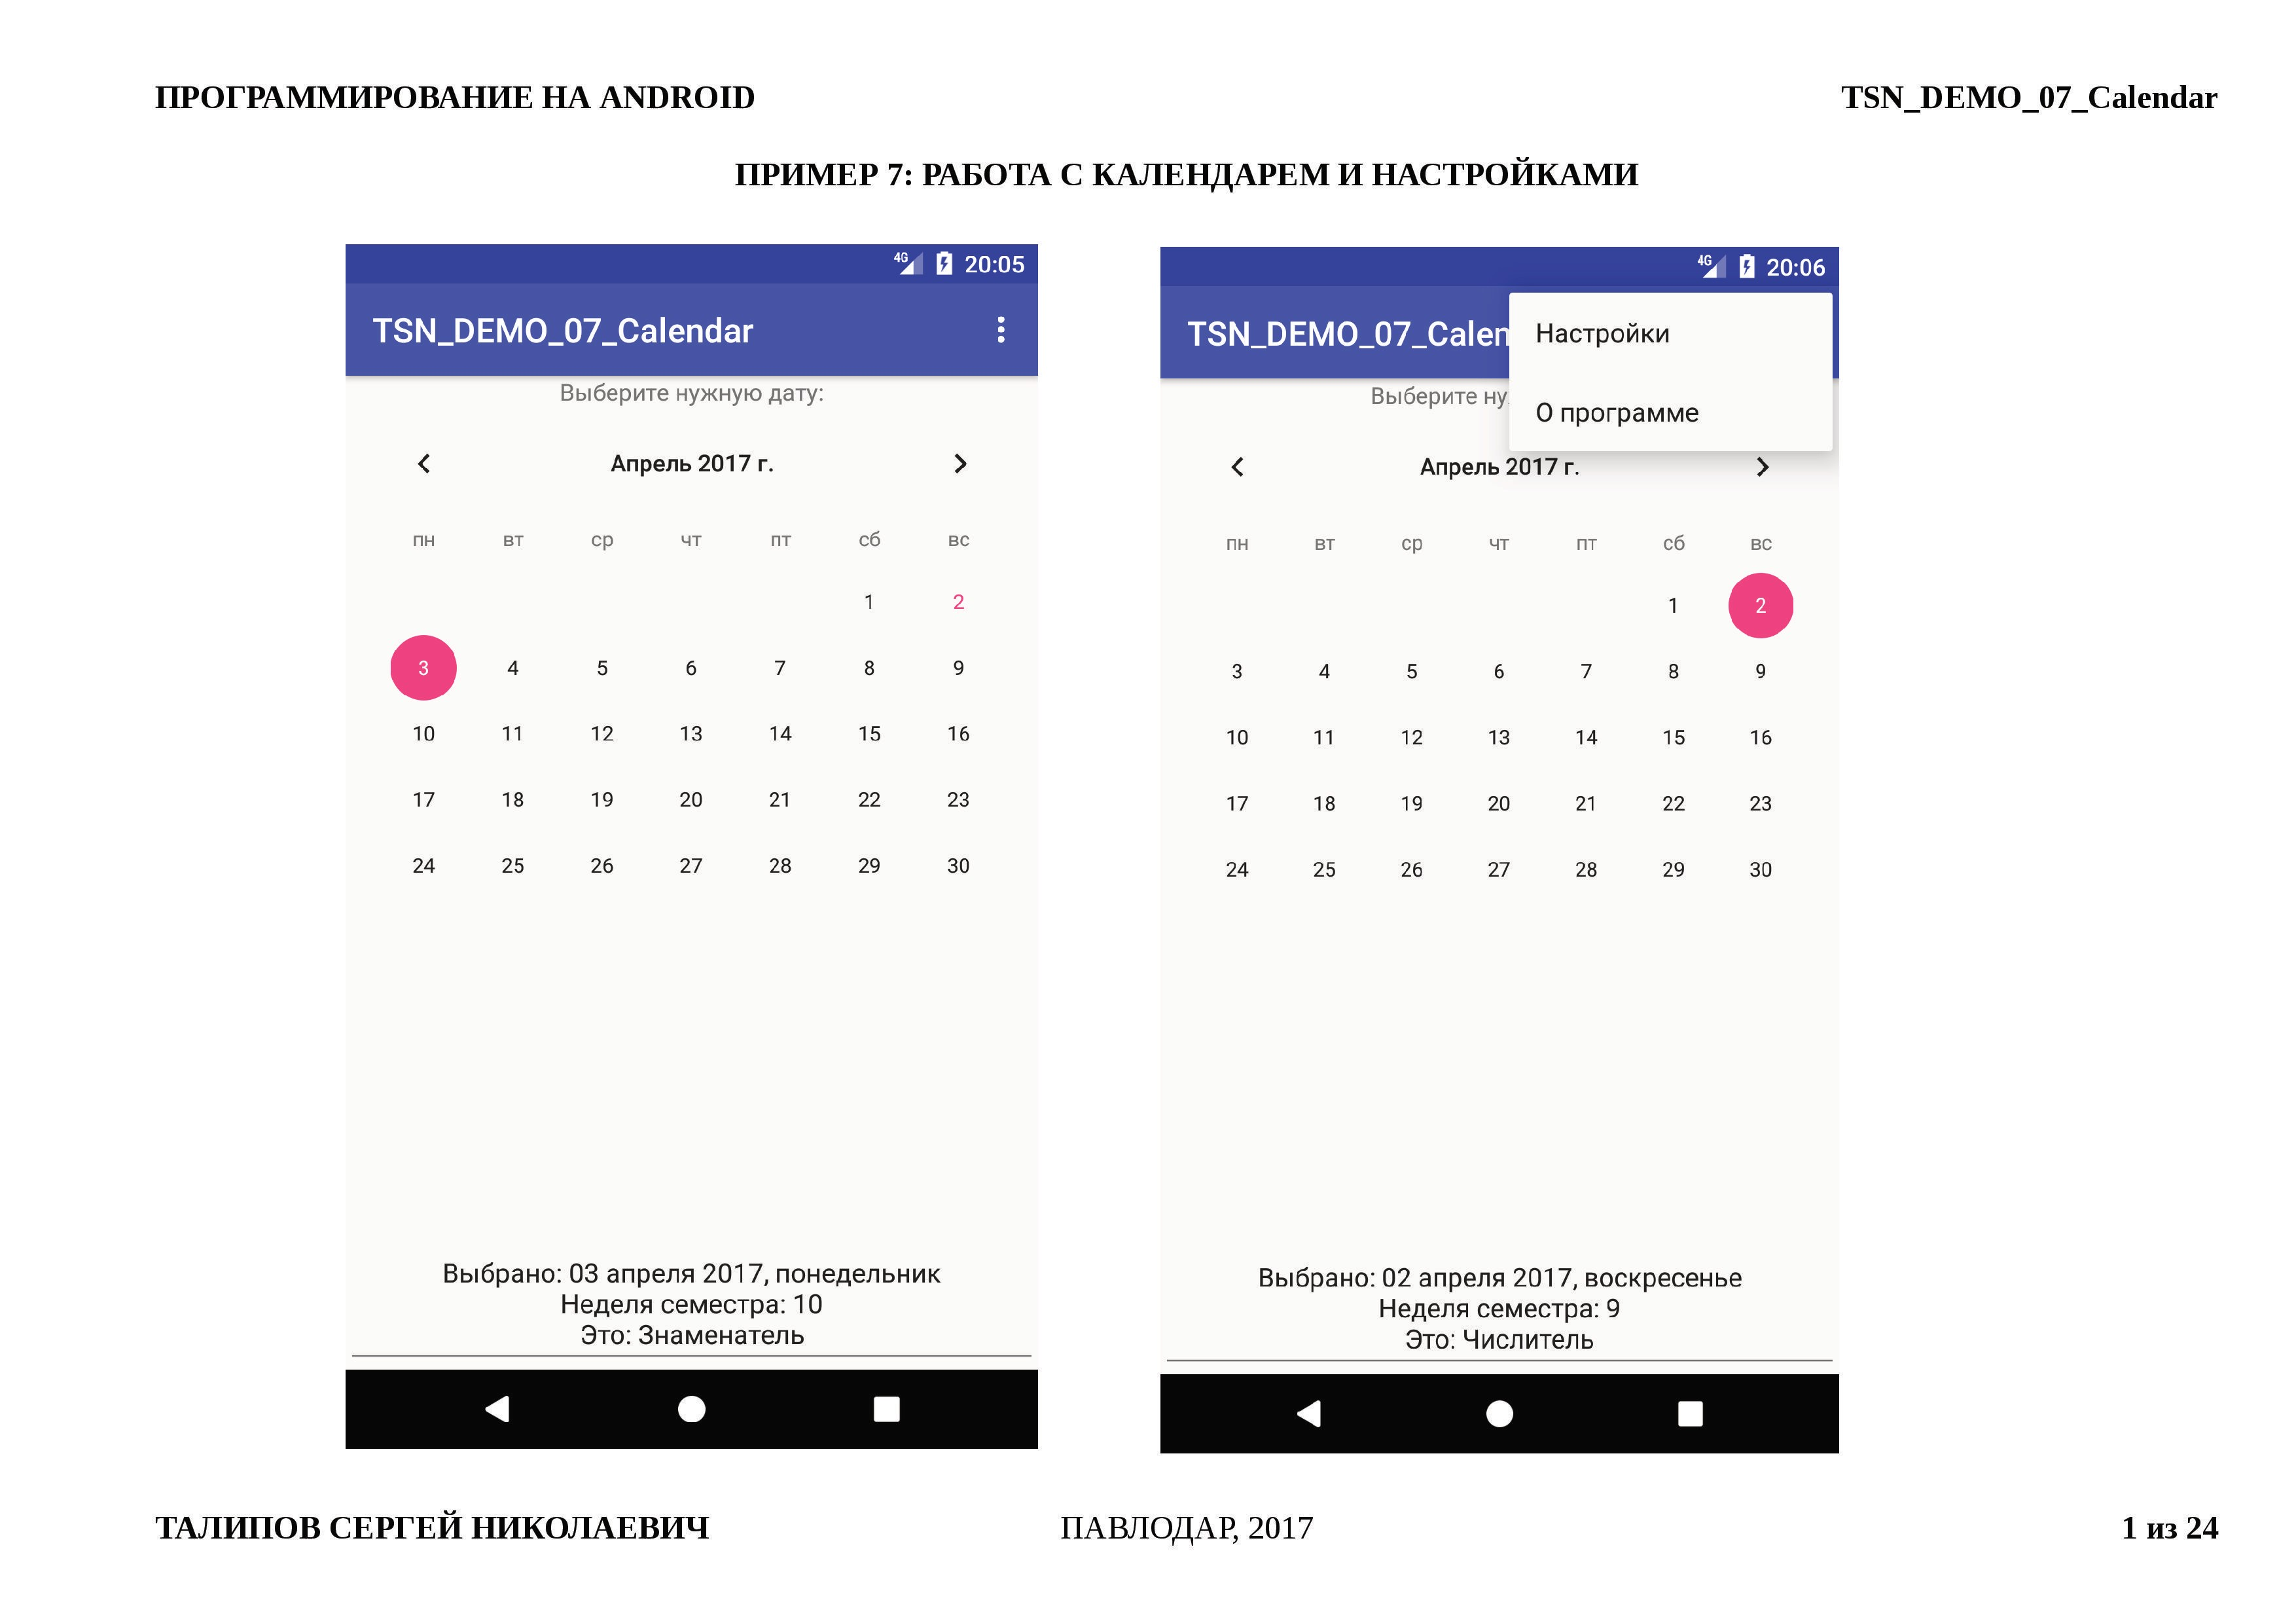 ПРОГРАММИРОВАНИЕ НА ANDROID TSN_DEMO_07_Calendar
ПРИМЕР 7: РАБОТА С КАЛЕНДАРЕМ И НАСТРОЙКАМИ
4G 20:05
TSN_DEMO_07_Calendar
Выберите нужную дату:
Апрель 2017 г.
пн вт ср чт пт сб вс
1 2
3 4 5 6 7 8 9
10 11 12 13 14 15 16
17 18 19 20 21 22 23
24 25 26 27 28 29 30
Выбрано: 03 апреля 2017, понедельник
Неделя семестра: 10
Это: Знаменатель
4G 20:06
TSN_DEMO_07_Calen
Настройки
Выберите ну
О программе
Апрель 2017 г.
пн вт ср чт пт сб вс
1 2
3 4 5 6 7 8 9
10 11 12 13 14 15 16
17 18 19 20 21 22 23
24 25 26 27 28 29 30
Выбрано: 02 апреля 2017, воскресенье
Неделя семестра: 9
Это: Числитель
ТАЛИПОВ СЕРГЕЙ НИКОЛАЕВИЧ ПАВЛОДАР, 2017 1 из 24